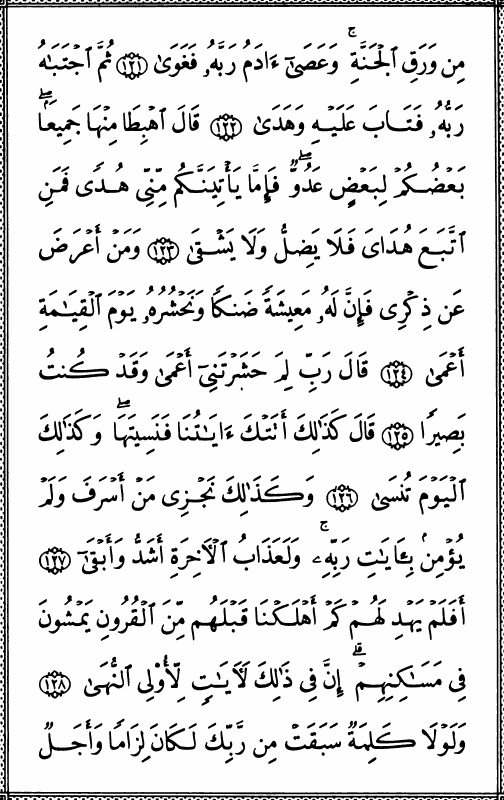 مِن وَرَقِ ٱلْجَنَّةِ ۚ وَعَصَىٰٓ ءَادَمُ رَبَّهُۥ فَغَوَىٰ ﴿١٢١﴾ ثُمَّ ٱجْتَبَـٰهُ
رَبُّهُۥ فَتَابَ عَلَيْهِ وَهَدَىٰ ﴿١٢٢﴾ قَالَ ٱهْبِطَا مِنْهَا جَمِيعًۢا ۖ
بَعْضُكُمْ لِبَعْضٍ عَدُوٌّ ۖ فَإِمَّا يَأْتِيَنَّكُم مِّنِّى هُدًى فَمَنِ
ٱتَّبَعَ هُدَاىَ فَلَا يَضِلُّ وَلَا يَشْقَىٰ ﴿١٢٣﴾ وَمَنْ أَعْرَضَ
عَن ذِكْرِى فَإِنَّ لَهُۥ مَعِيشَةً ضَنكًا وَنَحْشُرُهُۥ يَوْمَ ٱلْقِيَـٰمَةِ
أَعْمَىٰ ﴿١٢٤﴾ قَالَ رَبِّ لِمَ حَشَرْتَنِىٓ أَعْمَىٰ وَقَدْ كُنتُ
بَصِيرًا ﴿١٢٥﴾ قَالَ كَذَٰلِكَ أَتَتْكَ ءَايَـٰتُنَا فَنَسِيتَهَا ۖ وَكَذَٰلِكَ
ٱلْيَوْمَ تُنسَىٰ ﴿١٢٦﴾ وَكَذَٰلِكَ نَجْزِى مَنْ أَسْرَفَ وَلَمْ
يُؤْمِنۢ بِـَٔايَـٰتِ رَبِّهِۦ ۚ وَلَعَذَابُ ٱلْـَٔاخِرَةِ أَشَدُّ وَأَبْقَىٰٓ ﴿١٢٧﴾
أَفَلَمْ يَهْدِ لَهُمْ كَمْ أَهْلَكْنَا قَبْلَهُم مِّنَ ٱلْقُرُونِ يَمْشُونَ
فِى مَسَـٰكِنِهِمْ ۗ إِنَّ فِى ذَٰلِكَ لَـَٔايَـٰتٍ لِّأُو۟لِى ٱلنُّهَىٰ ﴿١٢٨﴾
وَلَوْلَا كَلِمَةٌ سَبَقَتْ مِن رَّبِّكَ لَكَانَ لِزَامًا وَأَجَلٌ